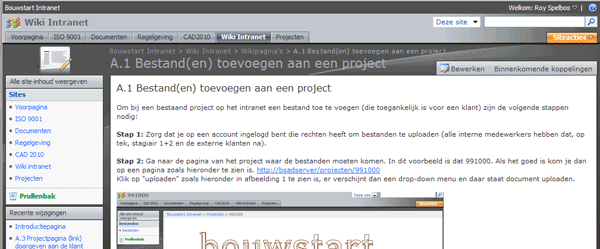 Bouwstart Intranet
Welkom: Roy Spelbos
Wiki Intranet
Deze site
Voorpagina ISO 9001 Documenten Regelgeving CAD2010 Wiki Intranet Projecten
Siteacties
Bouwstart Intranet > Wiki Intranet > Wikipagina's > A.1 Bestand(en) toevoegen aan een project
A.1 Bestand(en) toevoegen aan een project
Bewerken Binnenkomende koppelingen
Alle site-inhoud weergeven
Sites
Voorpagina
ISO 9001
Documenten
Regelgeving
CAD 2010
Wiki intranet
Projecten
Prullenbak
Recente wijzigingen
Introductiepagina
A.3 Projectpagina (link)
doorgeven aan de klant
A.1 Bestand(en) toevoegen aan een project
Om bij een bestaand project op het intranet een bestand toe te voegen (die toegankelijk is voor een klant) zijn de volgende stappen
nodig:
Stap 1: Zorg dat je op een account ingelogd bent die rechten heeft om bestanden te uploaden (alle interne medewerkers hebben dat, op
tek, stagiair 1+2 en de externe klanten na).
Stap 2: Ga naar de pagina van het project waar de bestanden moeten komen. In dit voorbeeld is dat 991000. Als het goed is kom je dan
op een pagina zoals hieronder te zien is. http://bsadserver/projecten/991000
Klik op "uploaden" zoals hieronder in afbeelding 1 te zien is, er verschijnt dan een drop-down menu en daar staat document uploaden.
991000
Deze site
Siteacties
Bouwstart Intranet > Projecten > 991000
bouwstart